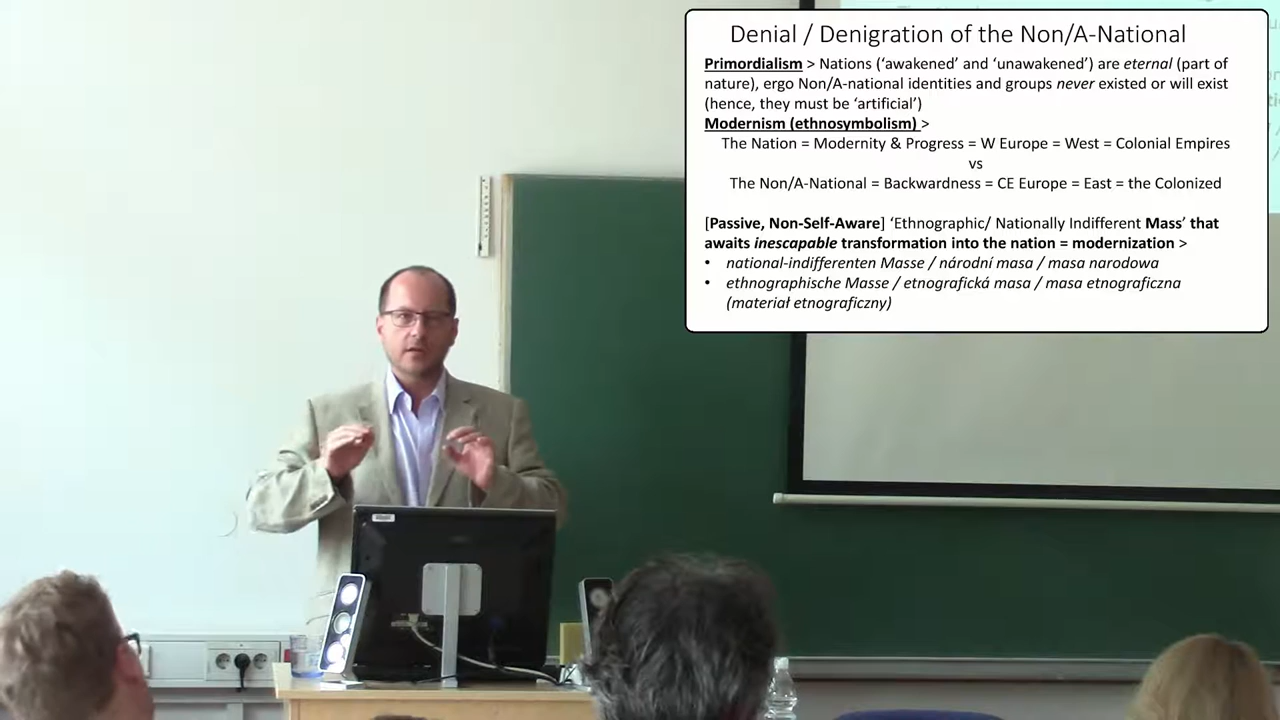 Denial / Denigration of the Non/A-National
Primordialism > Nations (‘awakened’ and ‘unawakened’) are eternal (part of
nature), ergo Non/A-national identities and groups never existed or will exist
(hence, they must be ‘artificial’)
Modernism (ethnosymbolism) >
The Nation = Modernity & Progress = W Europe = West = Colonial Empires
vs
The Non/A-National = Backwardness = CE Europe = East = the Colonized
[Passive, Non-Self-Aware] ‘Ethnographic/ Nationally Indifferent Mass’ that
awaits inescapable transformation into the nation = modernization >
• national-indifferenten Masse / národní masa / masa narodowa
• ethnographische Masse / etnografická masa / masa etnograficzna
(materiał etnograficzny)